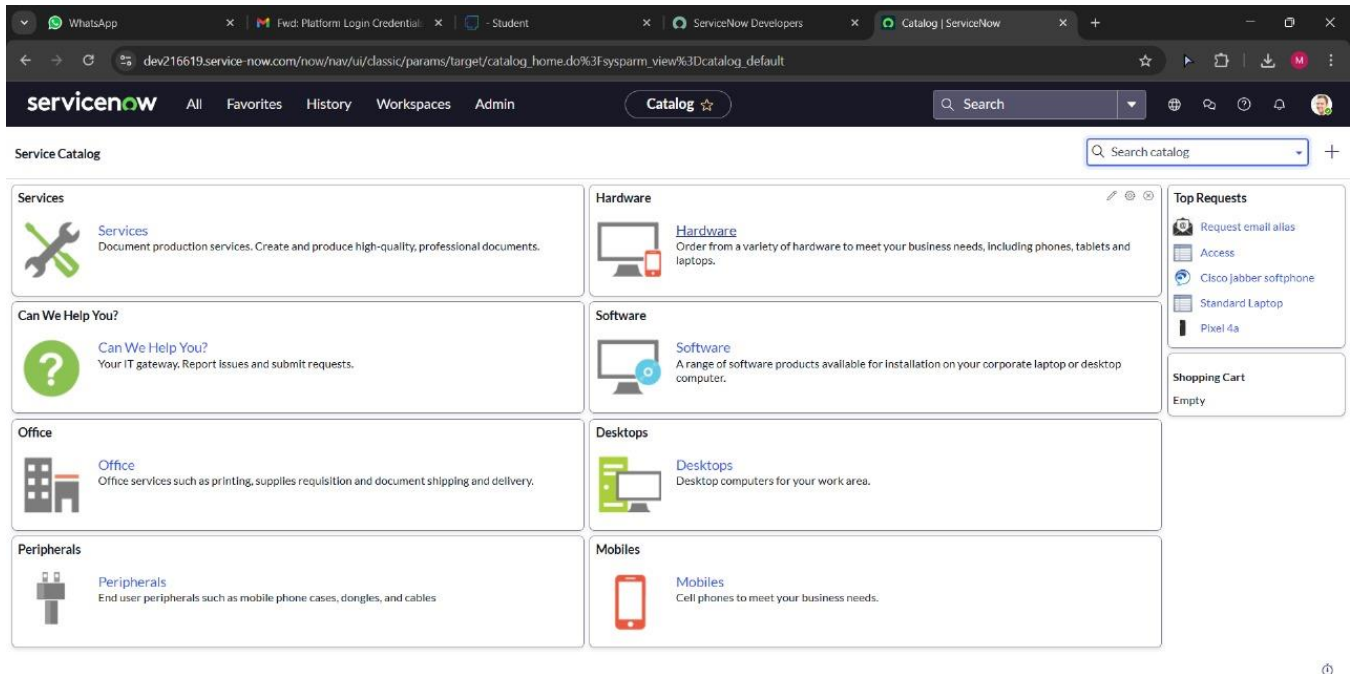 WhatsApp
Fwd: Platform Login Credential
- Student
ServiceNow Developers
Catalog | ServiceNow
dev216619.service-now.com/now/nav/ui/classic/params/target/catalog_home.do%3Fsysparm_view%3Dcatalog_default
M
servicenow
All
Favorites
History
Workspaces
Admin
Catalog
Search
Service Catalog
Search catalog
Services
Services
Document production services. Create and produce high-quality, professional documents.
Hardware
Hardware
Order from a variety of hardware to meet your business needs, including phones, tablets and
laptops.
Can We Help You?
Can We Help You?
Your IT gateway. Report issues and submit requests.
Software
Software
A range of software products available for installation on your corporate laptop or desktop
computer.
Office
Office
Office services such as printing, supplies requisition and document shipping and delivery.
Desktops
Desktops
Desktop computers for your work area.
Peripherals
Peripherals
End user peripherals such as mobile phone cases, dongles, and cables
Mobiles
Mobiles
Cell phones to meet your business needs.
Top Requests
Request email alias
Access
Cisco jabber softphone
Standard Laptop
Pixel 4a
Shopping Cart
Empty